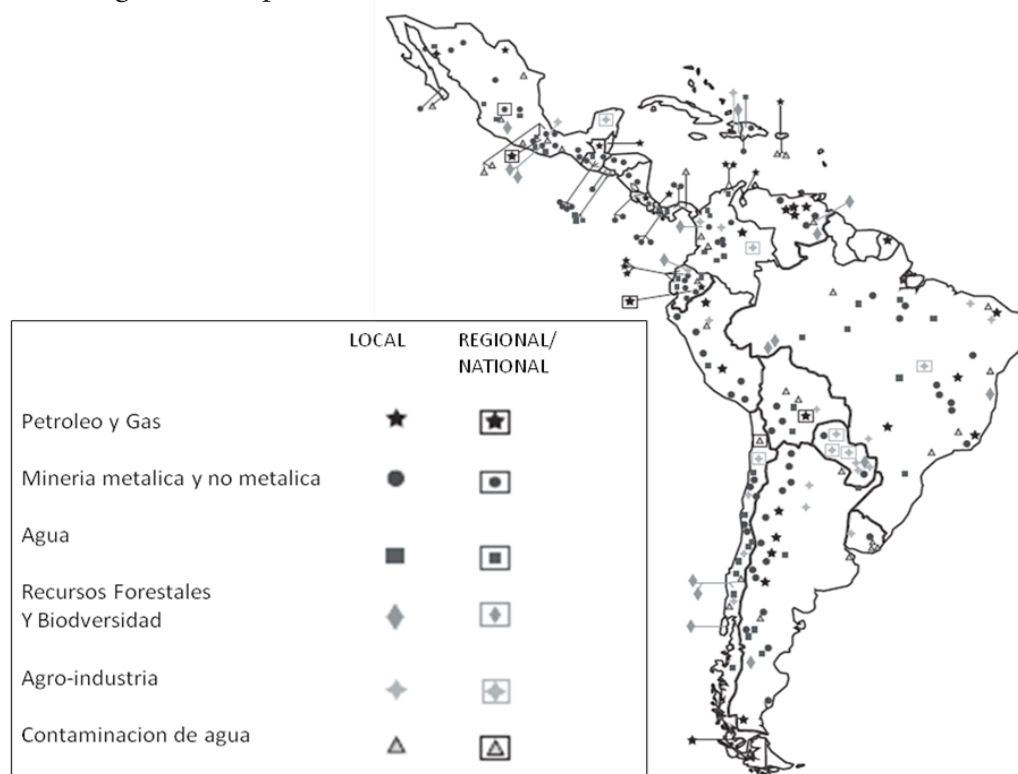 LOCAL REGIONAL/
NATIONAL
Petroleo y Gas
Mineria metalica y no metalica
Agua
Recursos Forestales
Y Biodversidad
Agro-industria
Contaminacion de agua